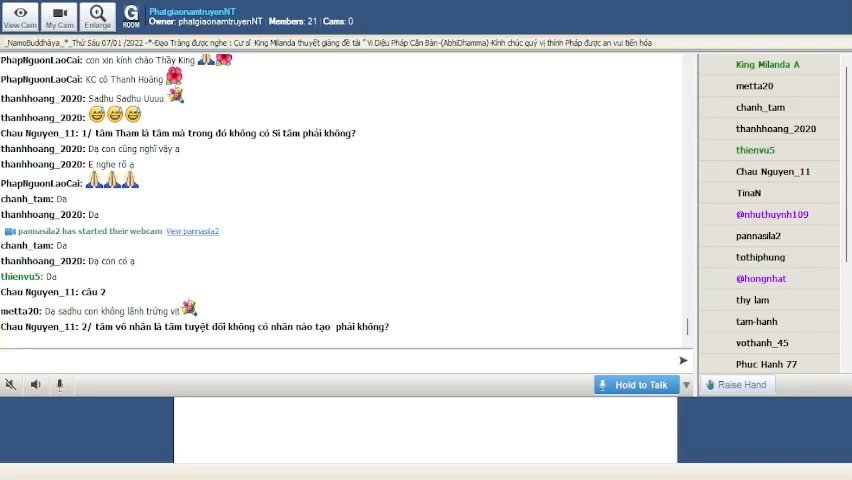 View Cam
My Cam
Enlarge
G
ROOM
PhatgiaonamtruyenNT
Owner: phatgiaonamtruyenNT | Members: 21 | Cams: 0
_NamoBuddhàya_*_Thứ Sáu 07/01 /2022 -*-Đạo Tràng được nghe : Cư sĩ King Milanda thuyết giảng đề tài " Vi Diệu Pháp Căn Bản-(AbhiDhamma)-Kính chúc quý vị thính Pháp được an vui tiến hóa
PhapNguonLaoCai: con xin kính chào Thầy King
PhapNguonLaoCai: KC cô Thanh Hoàng
thanhhoang_2020: Sadhu Sadhu Uuuu
thanhhoang_2020:
Chau Nguyen_11: 1/ tâm Tham là tâm mà trong đó không có Si tâm phải không?
thanhhoang_2020: Dạ con cũng nghĩ vậy ạ
thanhhoang_2020: E nghe rõ ạ
PhapNguonLaoCai:
chanh_tam: Da
thanhhoang_2020: Dạ
pannasila2 has started their webcam View pannasila2
chanh_tam: Da
thanhhoang_2020: Dạ con có ạ
thienvu5: Da
Chau Nguyen_11: câu 2
metta20: Dạ sadhu con không lãnh trứng vịt
Chau Nguyen_11: 2/ tâm vô nhân là tâm tuyệt đối không có nhân nào tạo phải không?
Hold to Talk
King Milanda A
metta20
chanh_tam
thanhhoang_2020
thienvu5
Chau Nguyen_11
TinaN
@nhuthuynh109
pannasila2
tothiphung
@hongnhat
thy lam
tam-hanh
vothanh_45
Phuc Hanh 77
Raise Hand